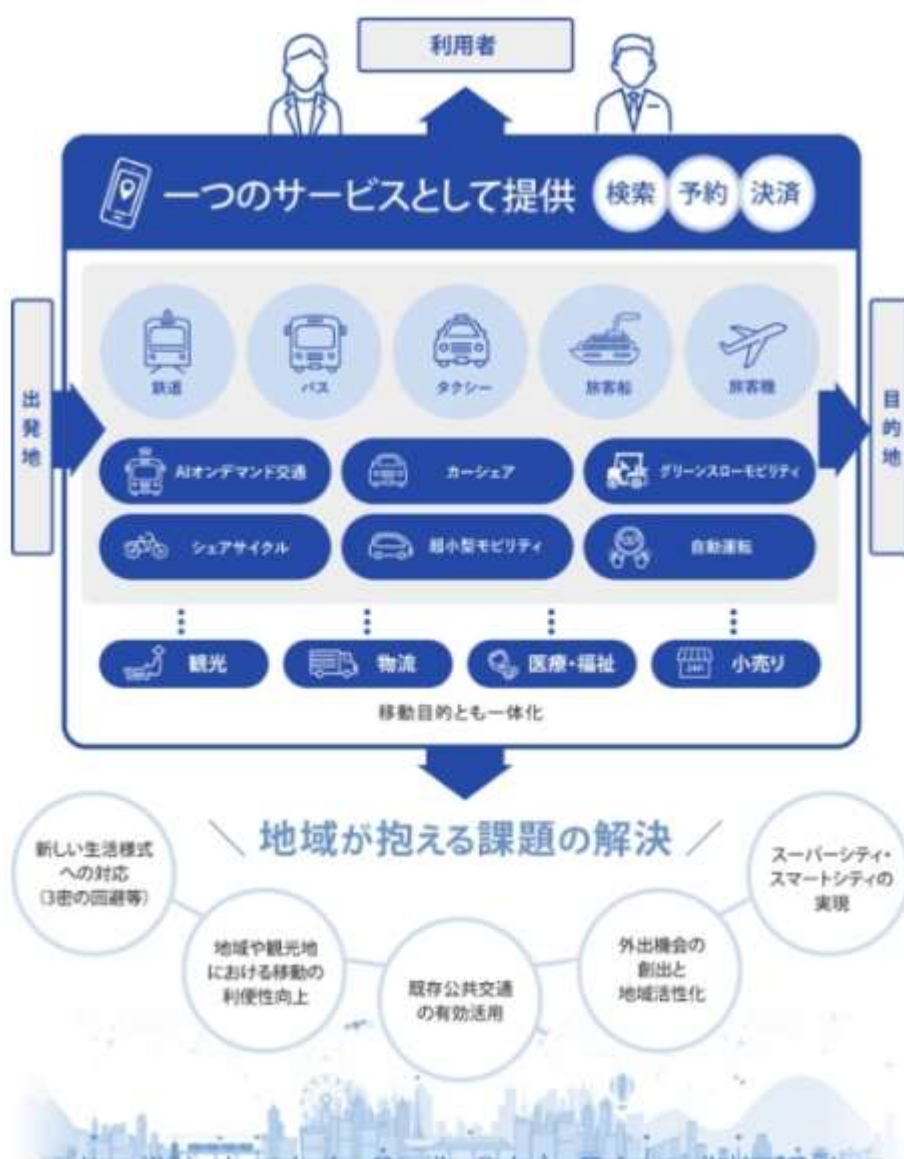 利用者
一つのサービスとして提供 検索 予約 決済
出発地
目的地
鉄道 バス タクシー 旅客船 旅客機
AIオンデマンド交通 カーシェア グリーンスローモビリティ
シェアサイクル 超小型モビリティ 自動運転
観光 物流 医療・福祉 小売り
移動目的とも一体化
地域が抱える課題の解決
新しい生活様式
への対応
(3密の回避等)
地域や観光地
における移動の
利便性向上
既存公共交通
の有効活用
外出機会の
創出と
地域活性化
スーパーシティ・
スマートシティの
実現